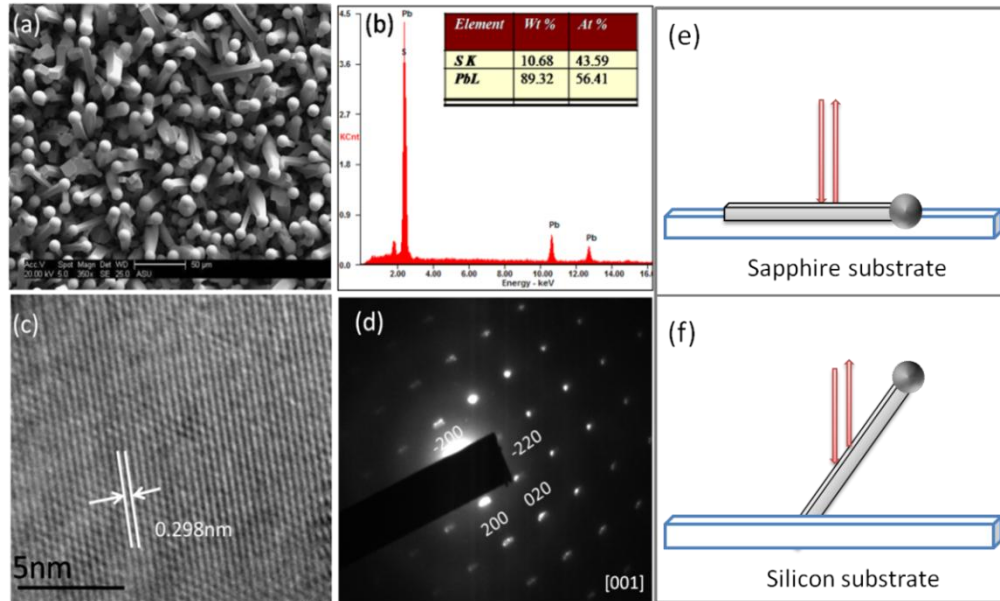 (a)
Acc.V Spot Magn Det WD 50 µm
20.00 kV 5.0 350x SE 25.0 ASU
(b)
4.5
3.6
2.7
KCnt
1.8
0.9
0.0
Pb
S
Pb
Pb
2.00 4.00 6.00 8.00 10.00 12.00 14.00 16.0
Energy - keV
Element Wt % At %
S K 10.68 43.59
PbL 89.32 56.41
(c)
0.298nm
5nm
(d)
-200
-220
020
200
[001]
(e)
Sapphire substrate
(f)
Silicon substrate